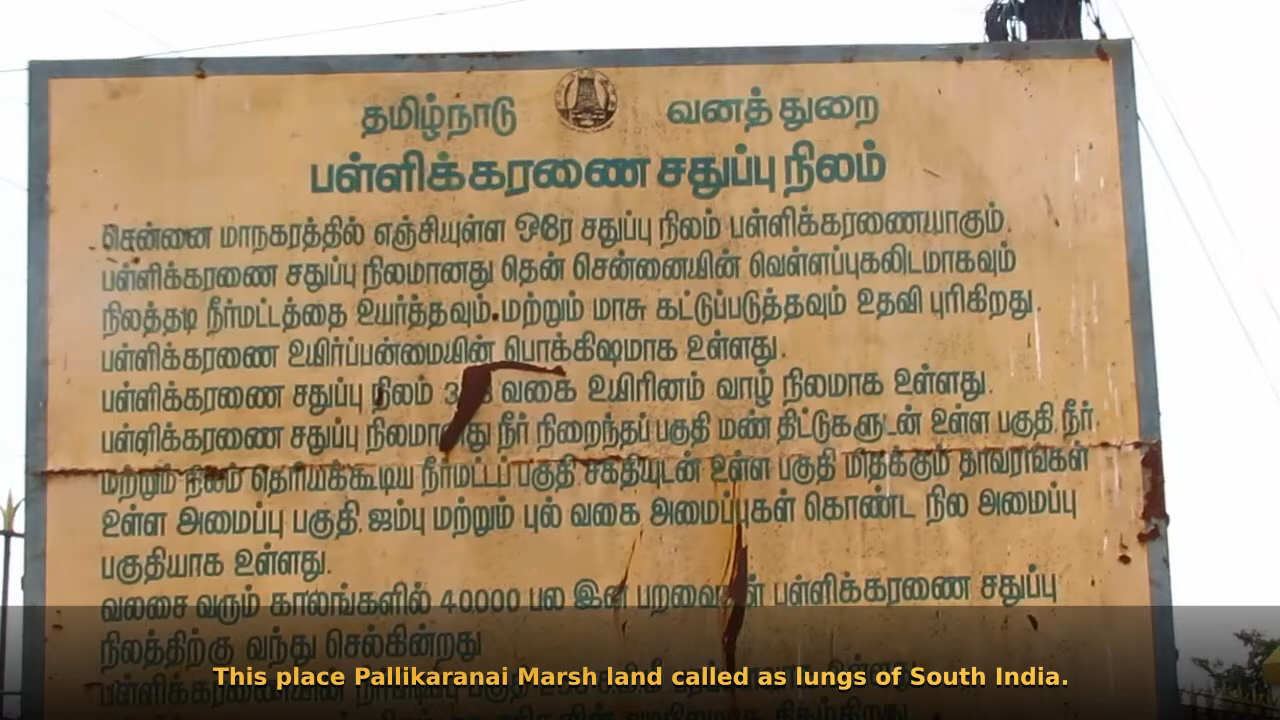 தமிழ்நாடு வனத் துறை
பள்ளிக்கரணை சதுப்பு நிலம்
சென்னை மாநகரத்தில் எஞ்சியுள்ள ஒரே சதுப்பு நிலம் பள்ளிக்கரணையாகும்.
பள்ளிக்கரணை சதுப்பு நிலமானது தென் சென்னையின் வெள்ளப்புகலிடமாகவும்
நிலத்தடி நீர்மட்டத்தை உயர்த்தவும் மற்றும் மாசு கட்டுப்படுத்தவும் உதவி புரிகிறது.
பள்ளிக்கரணை உயிர்ப்பன்மையின் பொக்கிஷமாக உள்ளது.
பள்ளிக்கரணை சதுப்பு நிலம் வகை உயிரினம் வாழ் நிலமாக உள்ளது.
பள்ளிக்கரணை சதுப்பு நிலமானது நீர் நிறைந்தப் பகுதி மண் திட்டுகளுடன் உள்ள பகுதி. நீர்.
மற்றும் நிலம் தெரியக்கூடிய நீர்மட்டப் பகுதி சகதியுடன் உள்ள பகுதி மிதக்கும் தாவரங்கள்
உள்ள அமைப்பு பகுதி. ஜம்பு மற்றும் புல் வகை அமைப்புகள் கொண்ட நில அமைப்பு
பகுதியாக உள்ளது.
வலசை வரும் காலங்களில் 40,000 பல இன பறவைகள் பள்ளிக்கரணை சதுப்பு
நிலத்திற்கு வந்து செல்கின்றது
This place Pallikaranai Marsh land called as lungs of South India.